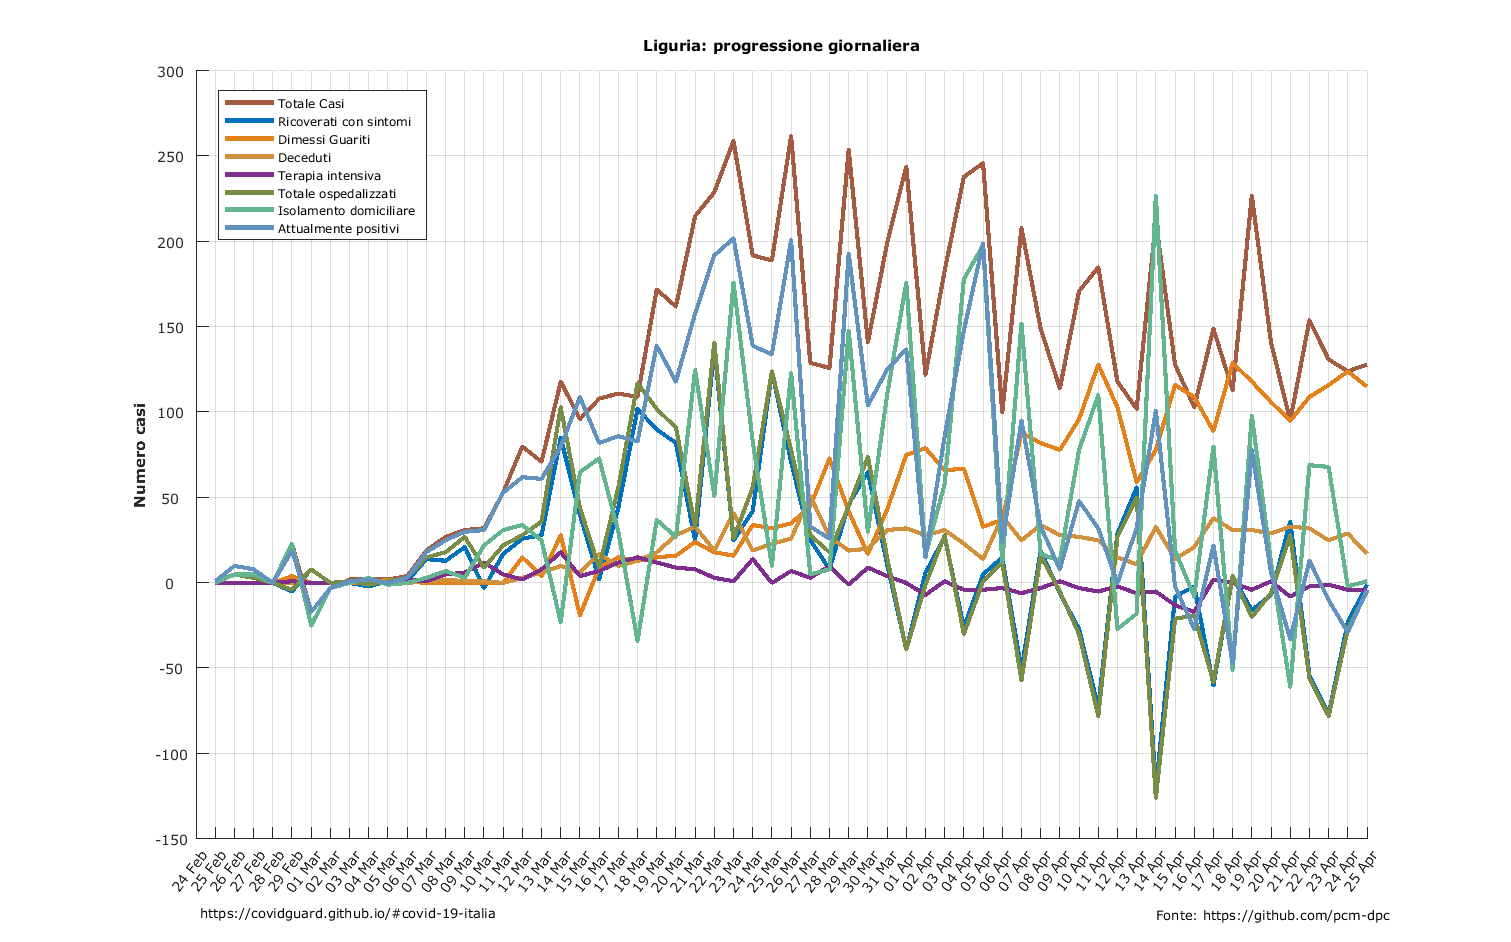 Liguria: progressione giornaliera
Numero casi
300
250
200
150
100
50
0
-50
-100
-150
Totale Casi
Ricoverati con sintomi
Dimessi Guariti
Deceduti
Terapia intensiva
Totale ospedalizzati
Isolamento domiciliare
Attualmente positivi
24 Feb
25 Feb
26 Feb
27 Feb
28 Feb
29 Feb
01 Mar
02 Mar
03 Mar
04 Mar
05 Mar
06 Mar
07 Mar
08 Mar
09 Mar
10 Mar
11 Mar
12 Mar
13 Mar
14 Mar
15 Mar
16 Mar
17 Mar
18 Mar
19 Mar
20 Mar
21 Mar
22 Mar
23 Mar
24 Mar
25 Mar
26 Mar
27 Mar
28 Mar
29 Mar
30 Mar
31 Mar
01 Apr
02 Apr
03 Apr
04 Apr
05 Apr
06 Apr
07 Apr
08 Apr
09 Apr
10 Apr
11 Apr
12 Apr
13 Apr
14 Apr
15 Apr
16 Apr
17 Apr
18 Apr
19 Apr
20 Apr
21 Apr
22 Apr
23 Apr
24 Apr
25 Apr
https://covidguard.github.io/#covid-19-italia
Fonte: https://github.com/pcm-dpc